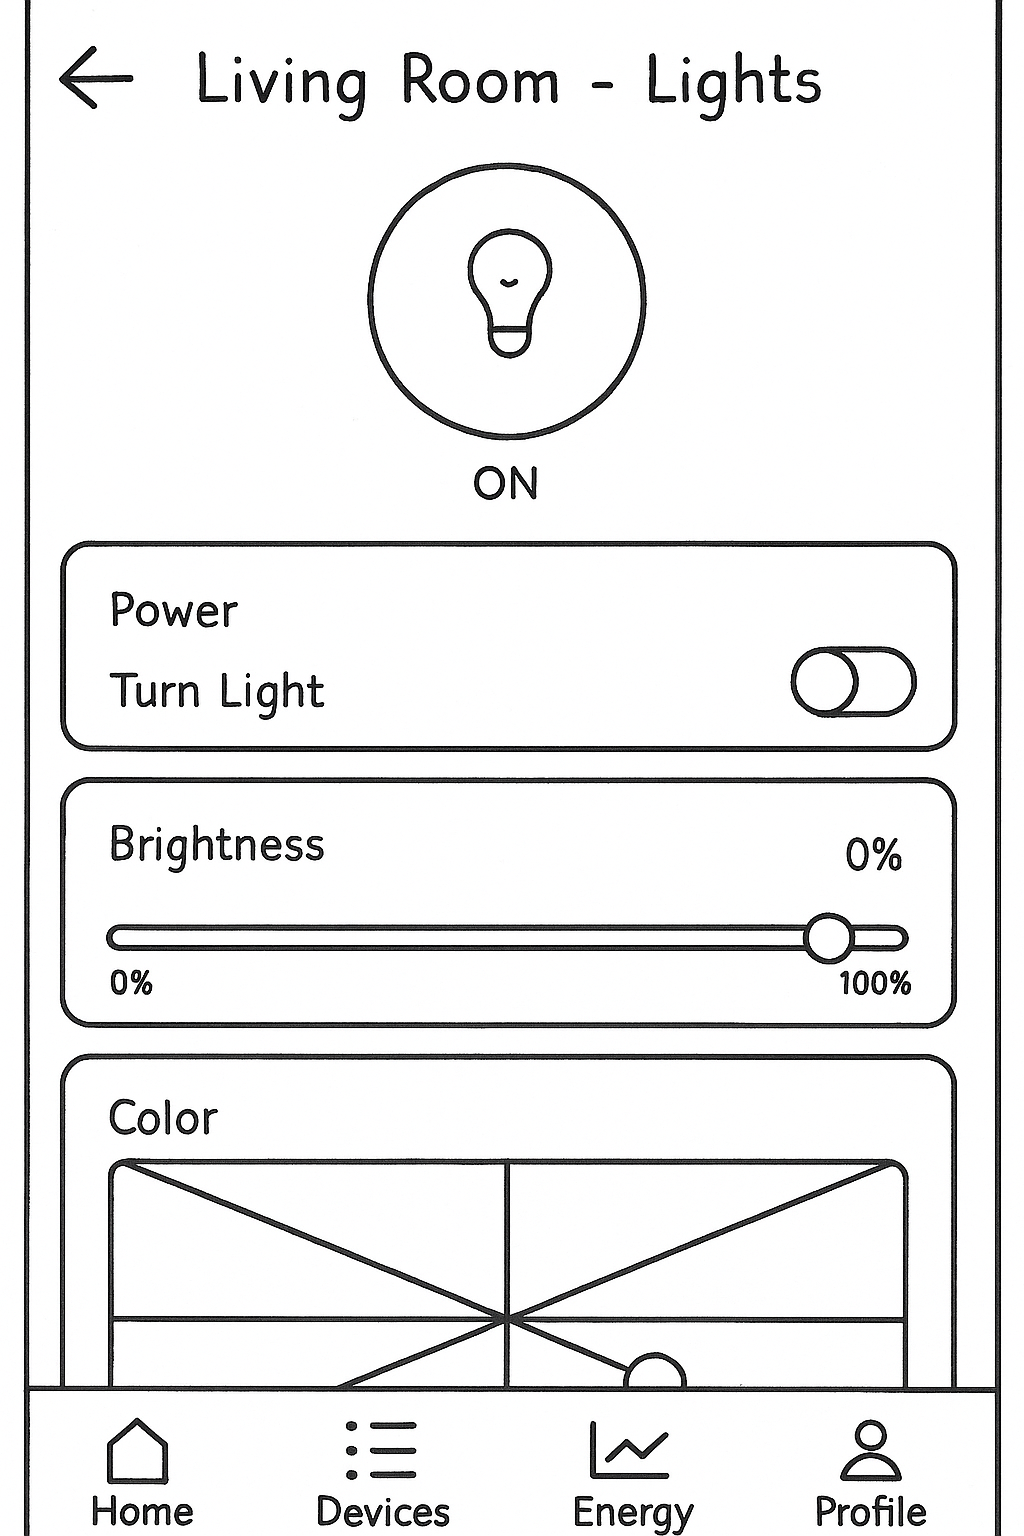 Living Room - Lights
ON
Power
Turn Light
Brightness
0%
0%
100%
Color
Home
Devices
Energy
Profile